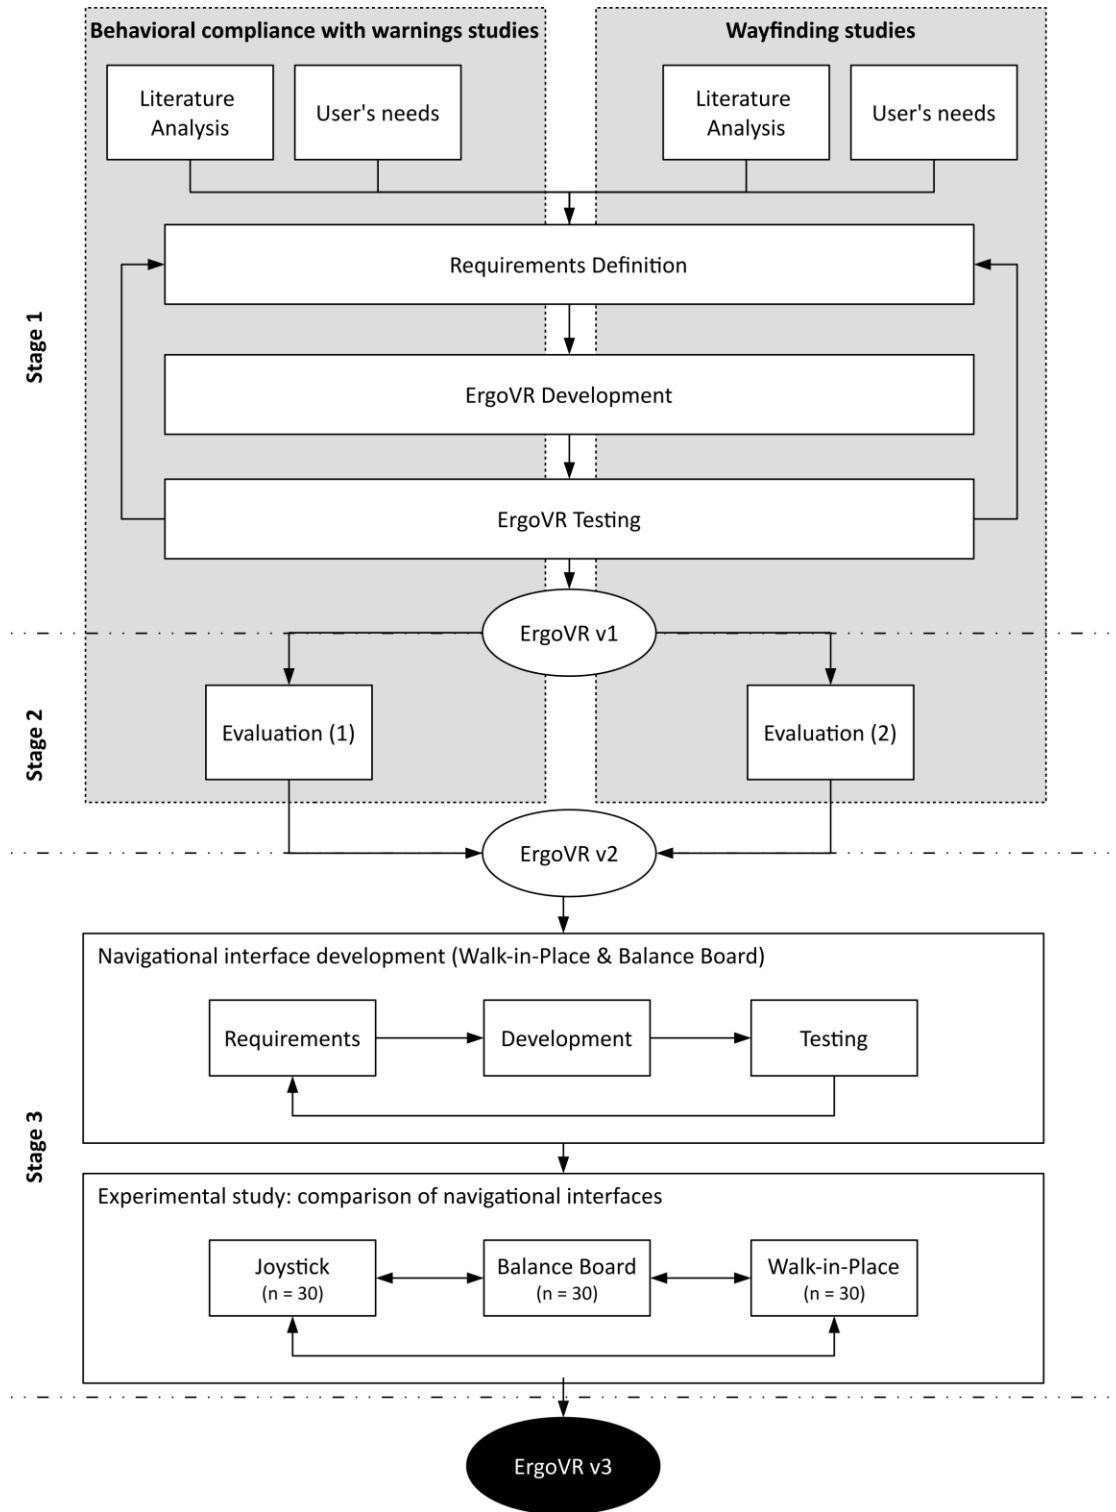 Behavioral compliance with warnings studies
Wayfinding studies
Literature
Analysis
User's needs
Literature
Analysis
User's needs
Stage 1
Requirements Definition
ErgoVR Development
ErgoVR Testing
ErgoVR v1
Stage 2
Evaluation (1)
Evaluation (2)
ErgoVR v2
Stage 3
Navigational interface development (Walk-in-Place & Balance Board)
Requirements
Development
Testing
Experimental study: comparison of navigational interfaces
Joystick
(n = 30)
Balance Board
(n = 30)
Walk-in-Place
(n = 30)
ErgoVR v3